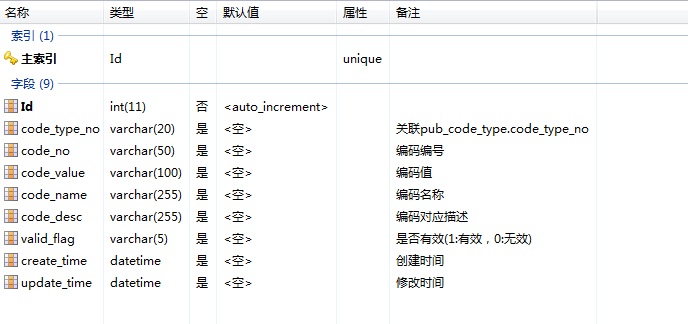 名称 类型 空 默认值 属性 备注
索引 (1)
主索引 Id unique
字段 (9)
Id int(11) 否 <auto_increment>
code_type_no varchar(20) 是 <空> 关联pub_code_type.code_type_no
code_no varchar(50) 是 <空> 编码编号
code_value varchar(100) 是 <空> 编码值
code_name varchar(255) 是 <空> 编码名称
code_desc varchar(255) 是 <空> 编码对应描述
valid_flag varchar(5) 是 <空> 是否有效(1:有效，0:无效)
create_time datetime 是 <空> 创建时间
update_time datetime 是 <空> 修改时间